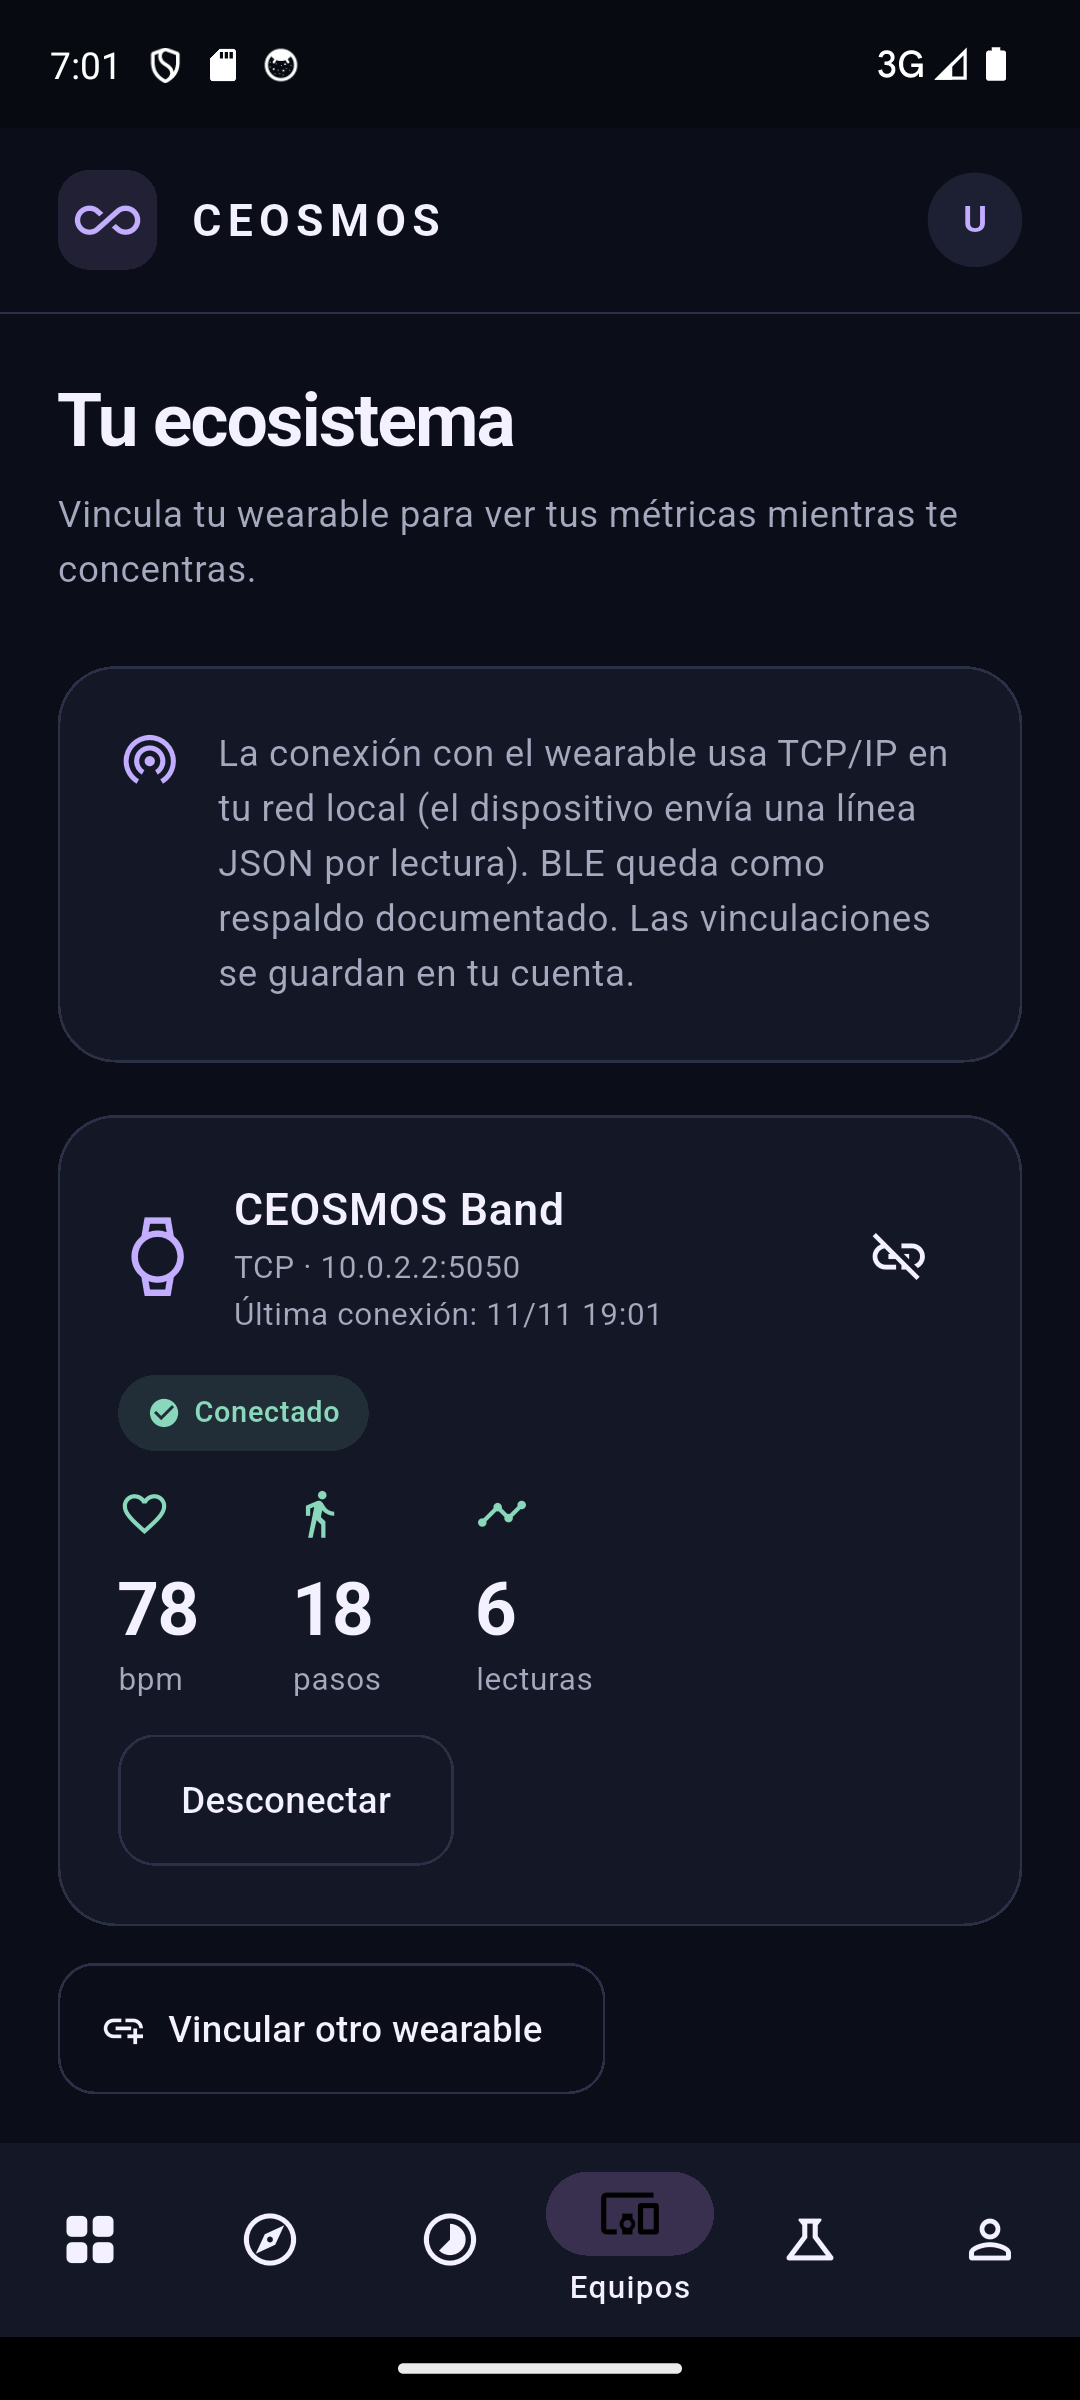 7:01
3G
CEOSMOS
U
Tu ecosistema
Vincula tu wearable para ver tus métricas mientras te
concentras.
La conexión con el wearable usa TCP/IP en
tu red local (el dispositivo envía una línea
JSON por lectura). BLE queda como
respaldo documentado. Las vinculaciones
se guardan en tu cuenta.
CEOSMOS Band
TCP · 10.0.2.2:5050
Última conexión: 11/11 19:01
Conectado
78
18
6
bpm
pasos
lecturas
Desconectar
Vincular otro wearable
Equipos